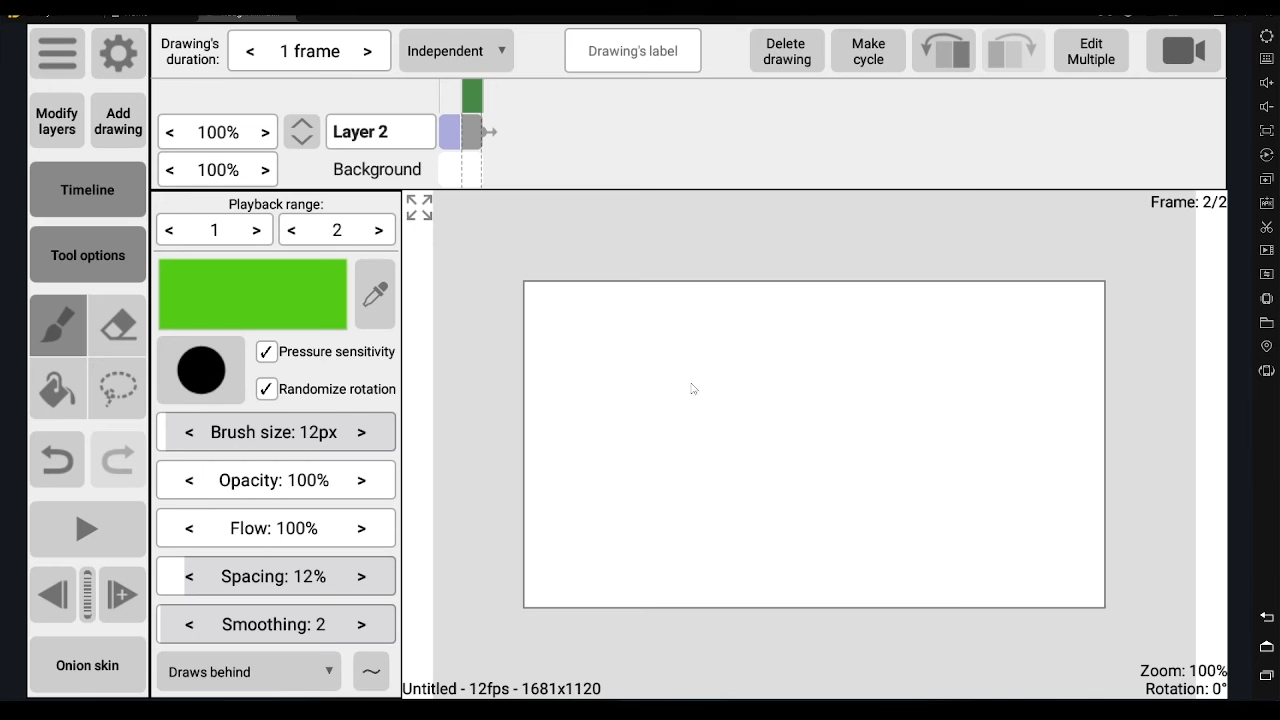 Drawing's
duration:
< 1 frame >
Independent ▼
Drawing's label
Delete
drawing
Make
cycle
Edit
Multiple
Modify
layers
Add
drawing
< 100% >
Layer 2
< 100% >
Background
Timeline
Playback range:
Frame: 2/2
< 1 >
< 2 >
Tool options
✓ Pressure sensitivity
✓ Randomize rotation
< Brush size: 12px >
< Opacity: 100% >
< Flow: 100% >
< Spacing: 12% >
< Smoothing: 2 >
Onion skin
Draws behind ▼
Zoom: 100%
Untitled - 12fps - 1681x1120
Rotation: 0°